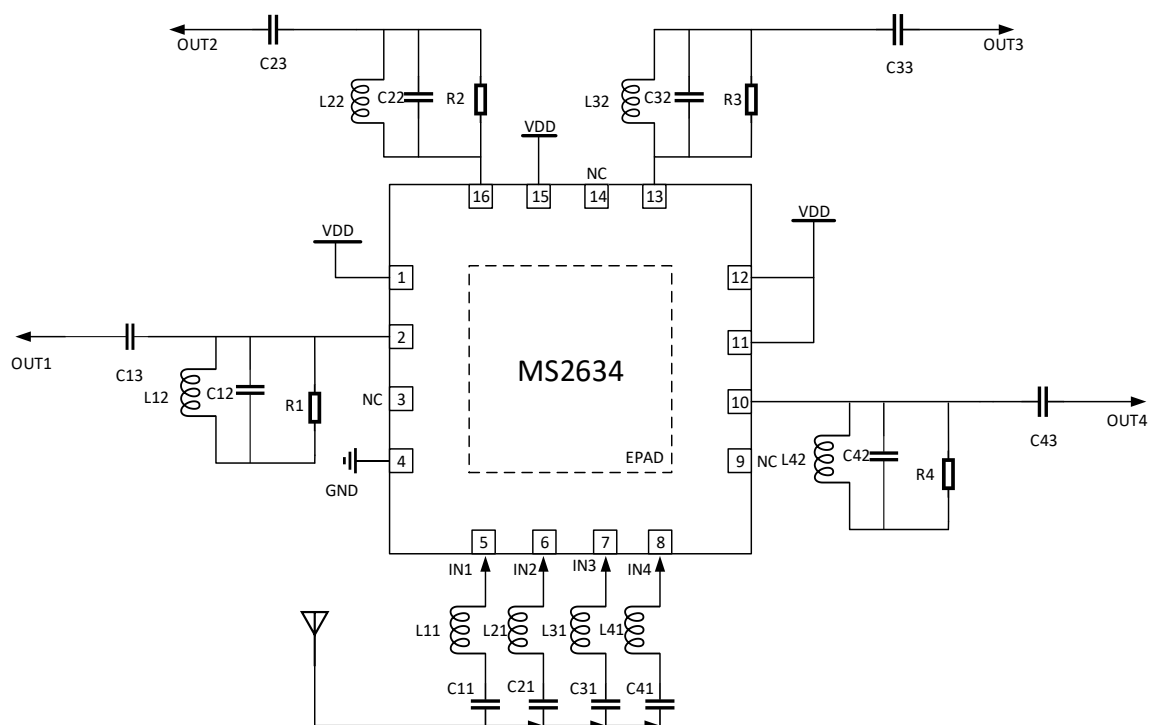 OUT2
C23
L22
C22
R2
VDD
L32
C32
R3
C33
OUT3
NC
16
15
14
13
VDD
VDD
1
12
2
11
OUT1
C13
L12
C12
R1
NC
3
MS2634
10
C43
OUT4
4
GND
EPAD
9
NC
L42
C42
R4
5
6
7
8
IN1
IN2
IN3
IN4
L11
L21
L31
L41
C11
C21
C31
C41